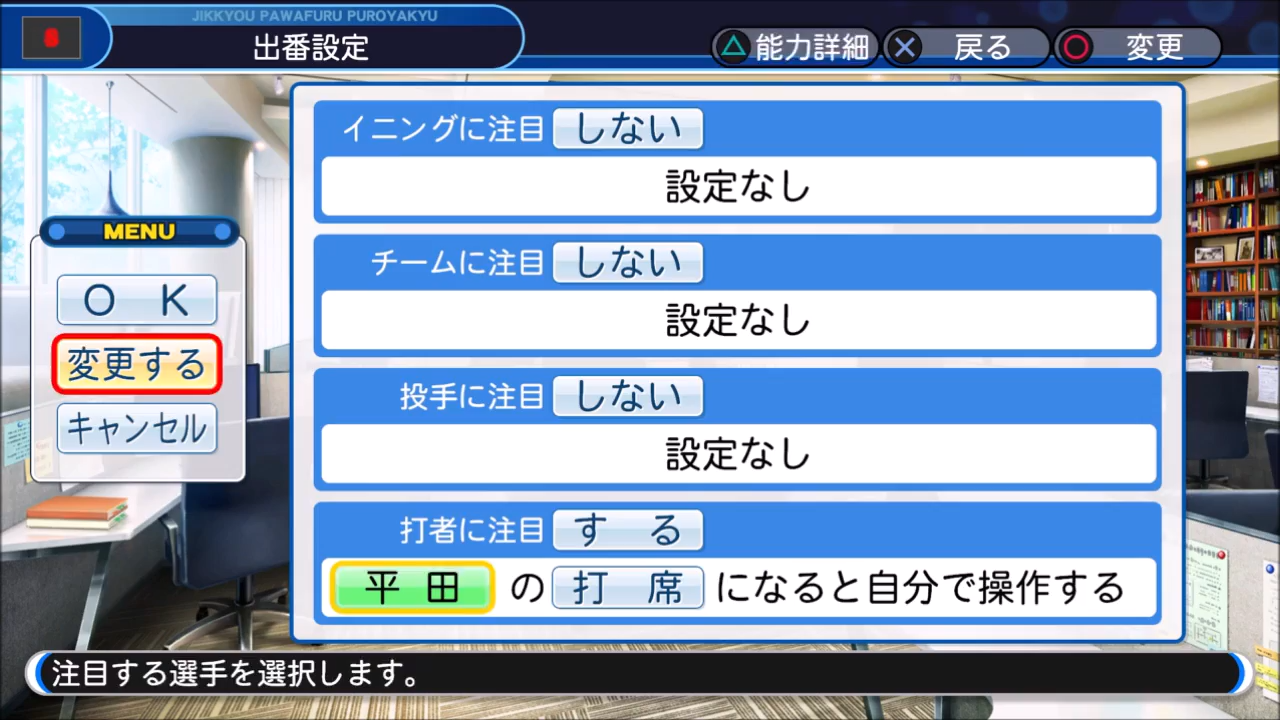 JIKKYOU PAWAFURU PUROYAKYU
8
出番設定
能力詳細 戻る 変更
イニングに注目 しない
設定なし
MENU
チームに注目 しない
設定なし
OK
変更する
キャンセル
投手に注目 しない
設定なし
打者に注目 する
平田 の 打席 になると自分で操作する
注目する選手を選択します。